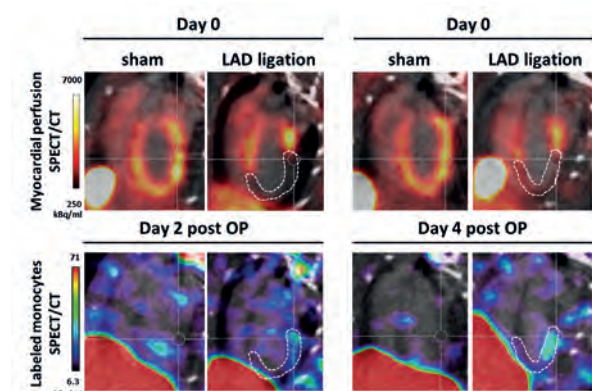 Day 0
Day 0
sham
LAD ligation
sham
LAD ligation
Myocardial perfusion
SPECT/CT
7000
250
kBq/ml
Day 2 post OP
Day 4 post OP
Labeled monocytes
SPECT/CT
71
6.3